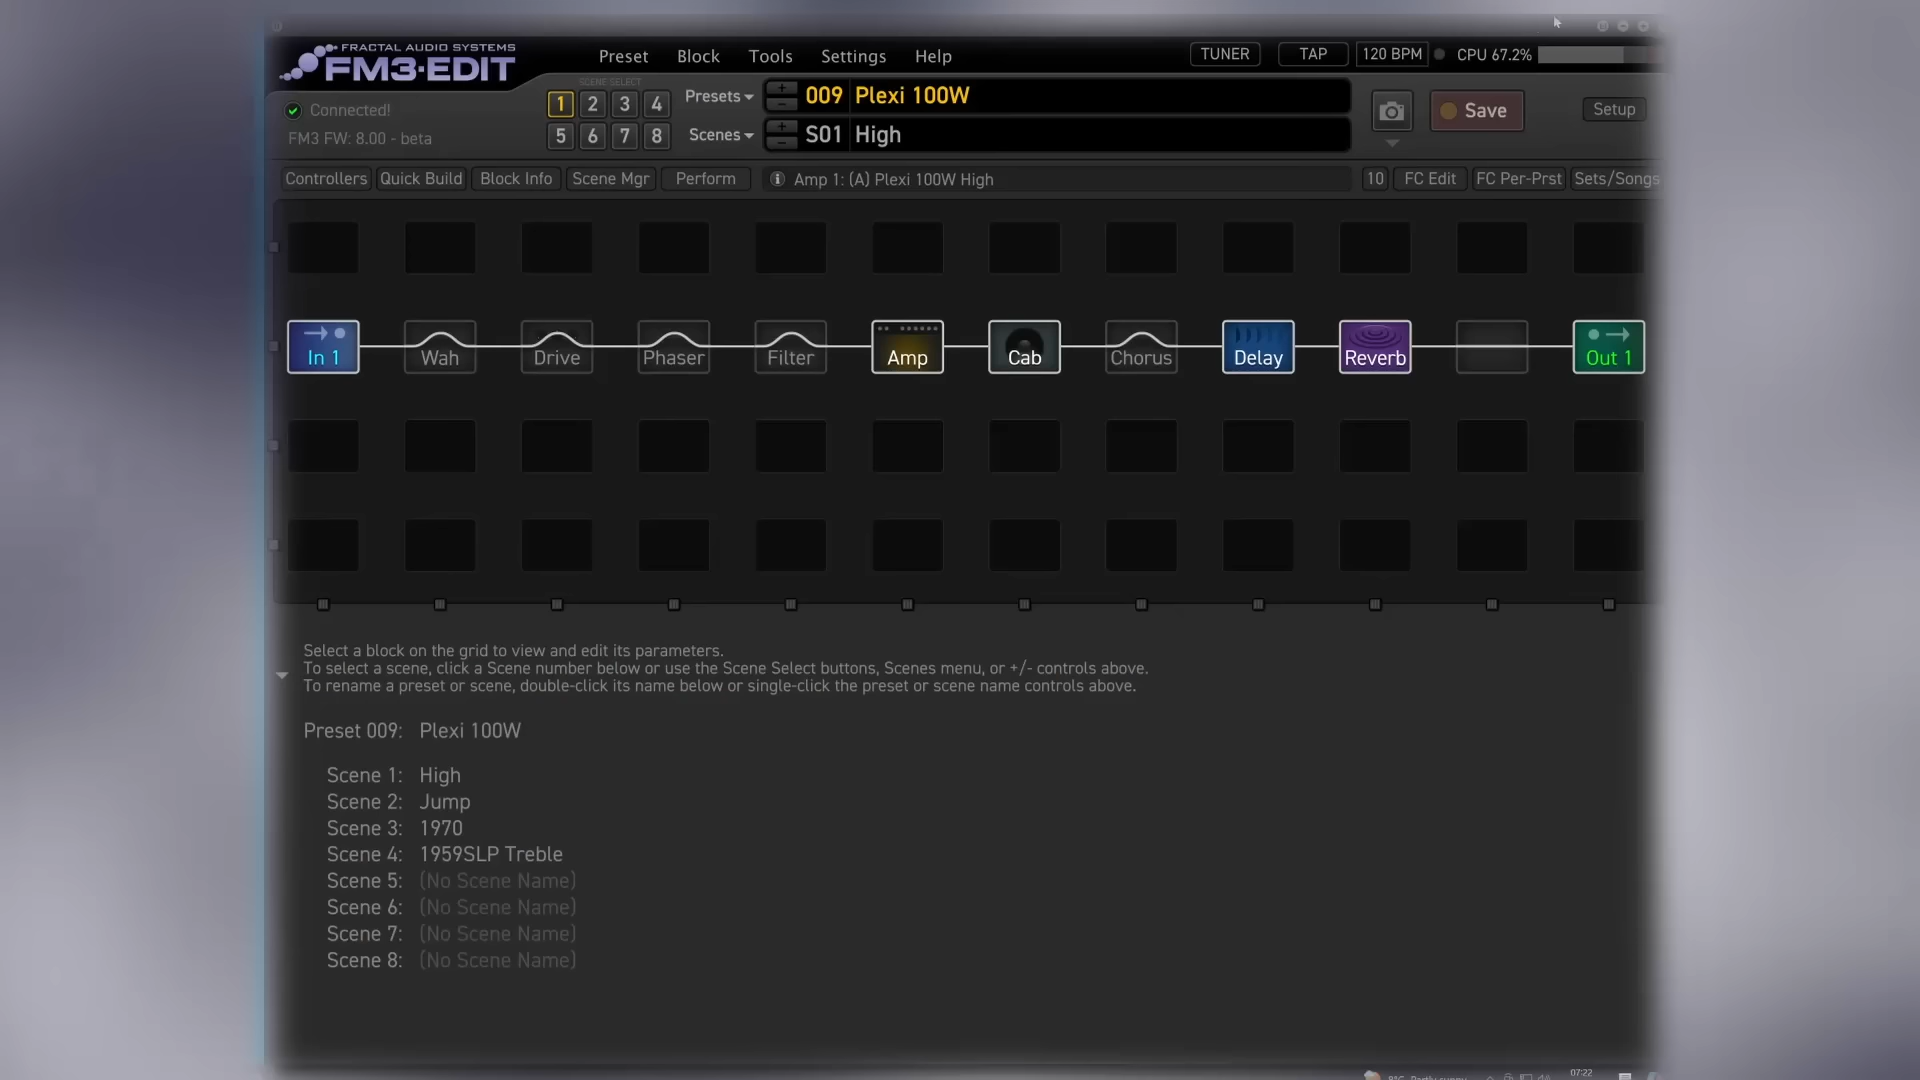 FRACTAL AUDIO SYSTEMS
FM3-EDIT
Preset Block Tools Settings Help
TUNER TAP 120 BPM CPU 67.2%
Connected!
FM3 FW: 8.00 - beta
SCENE SELECT
1 2 3 4
5 6 7 8
Presets
009 Plexi 100W
Scenes
S01 High
Save
Setup
Controllers Quick Build Block Info Scene Mgr Perform
Amp 1: (A) Plexi 100W High
10 FC Edit FC Per-Prst Sets/Songs
In 1 Wah Drive Phaser Filter Amp Cab Chorus Delay Reverb Out 1
Select a block on the grid to view and edit its parameters.
To select a scene, click a Scene number below or use the Scene Select buttons, Scenes menu, or +/- controls above.
To rename a preset or scene, double-click its name below or single-click the preset or scene name controls above.
Preset 009: Plexi 100W
Scene 1: High
Scene 2: Jump
Scene 3: 1970
Scene 4: 1959SLP Treble
Scene 5: (No Scene Name)
Scene 6: (No Scene Name)
Scene 7: (No Scene Name)
Scene 8: (No Scene Name)
07:22